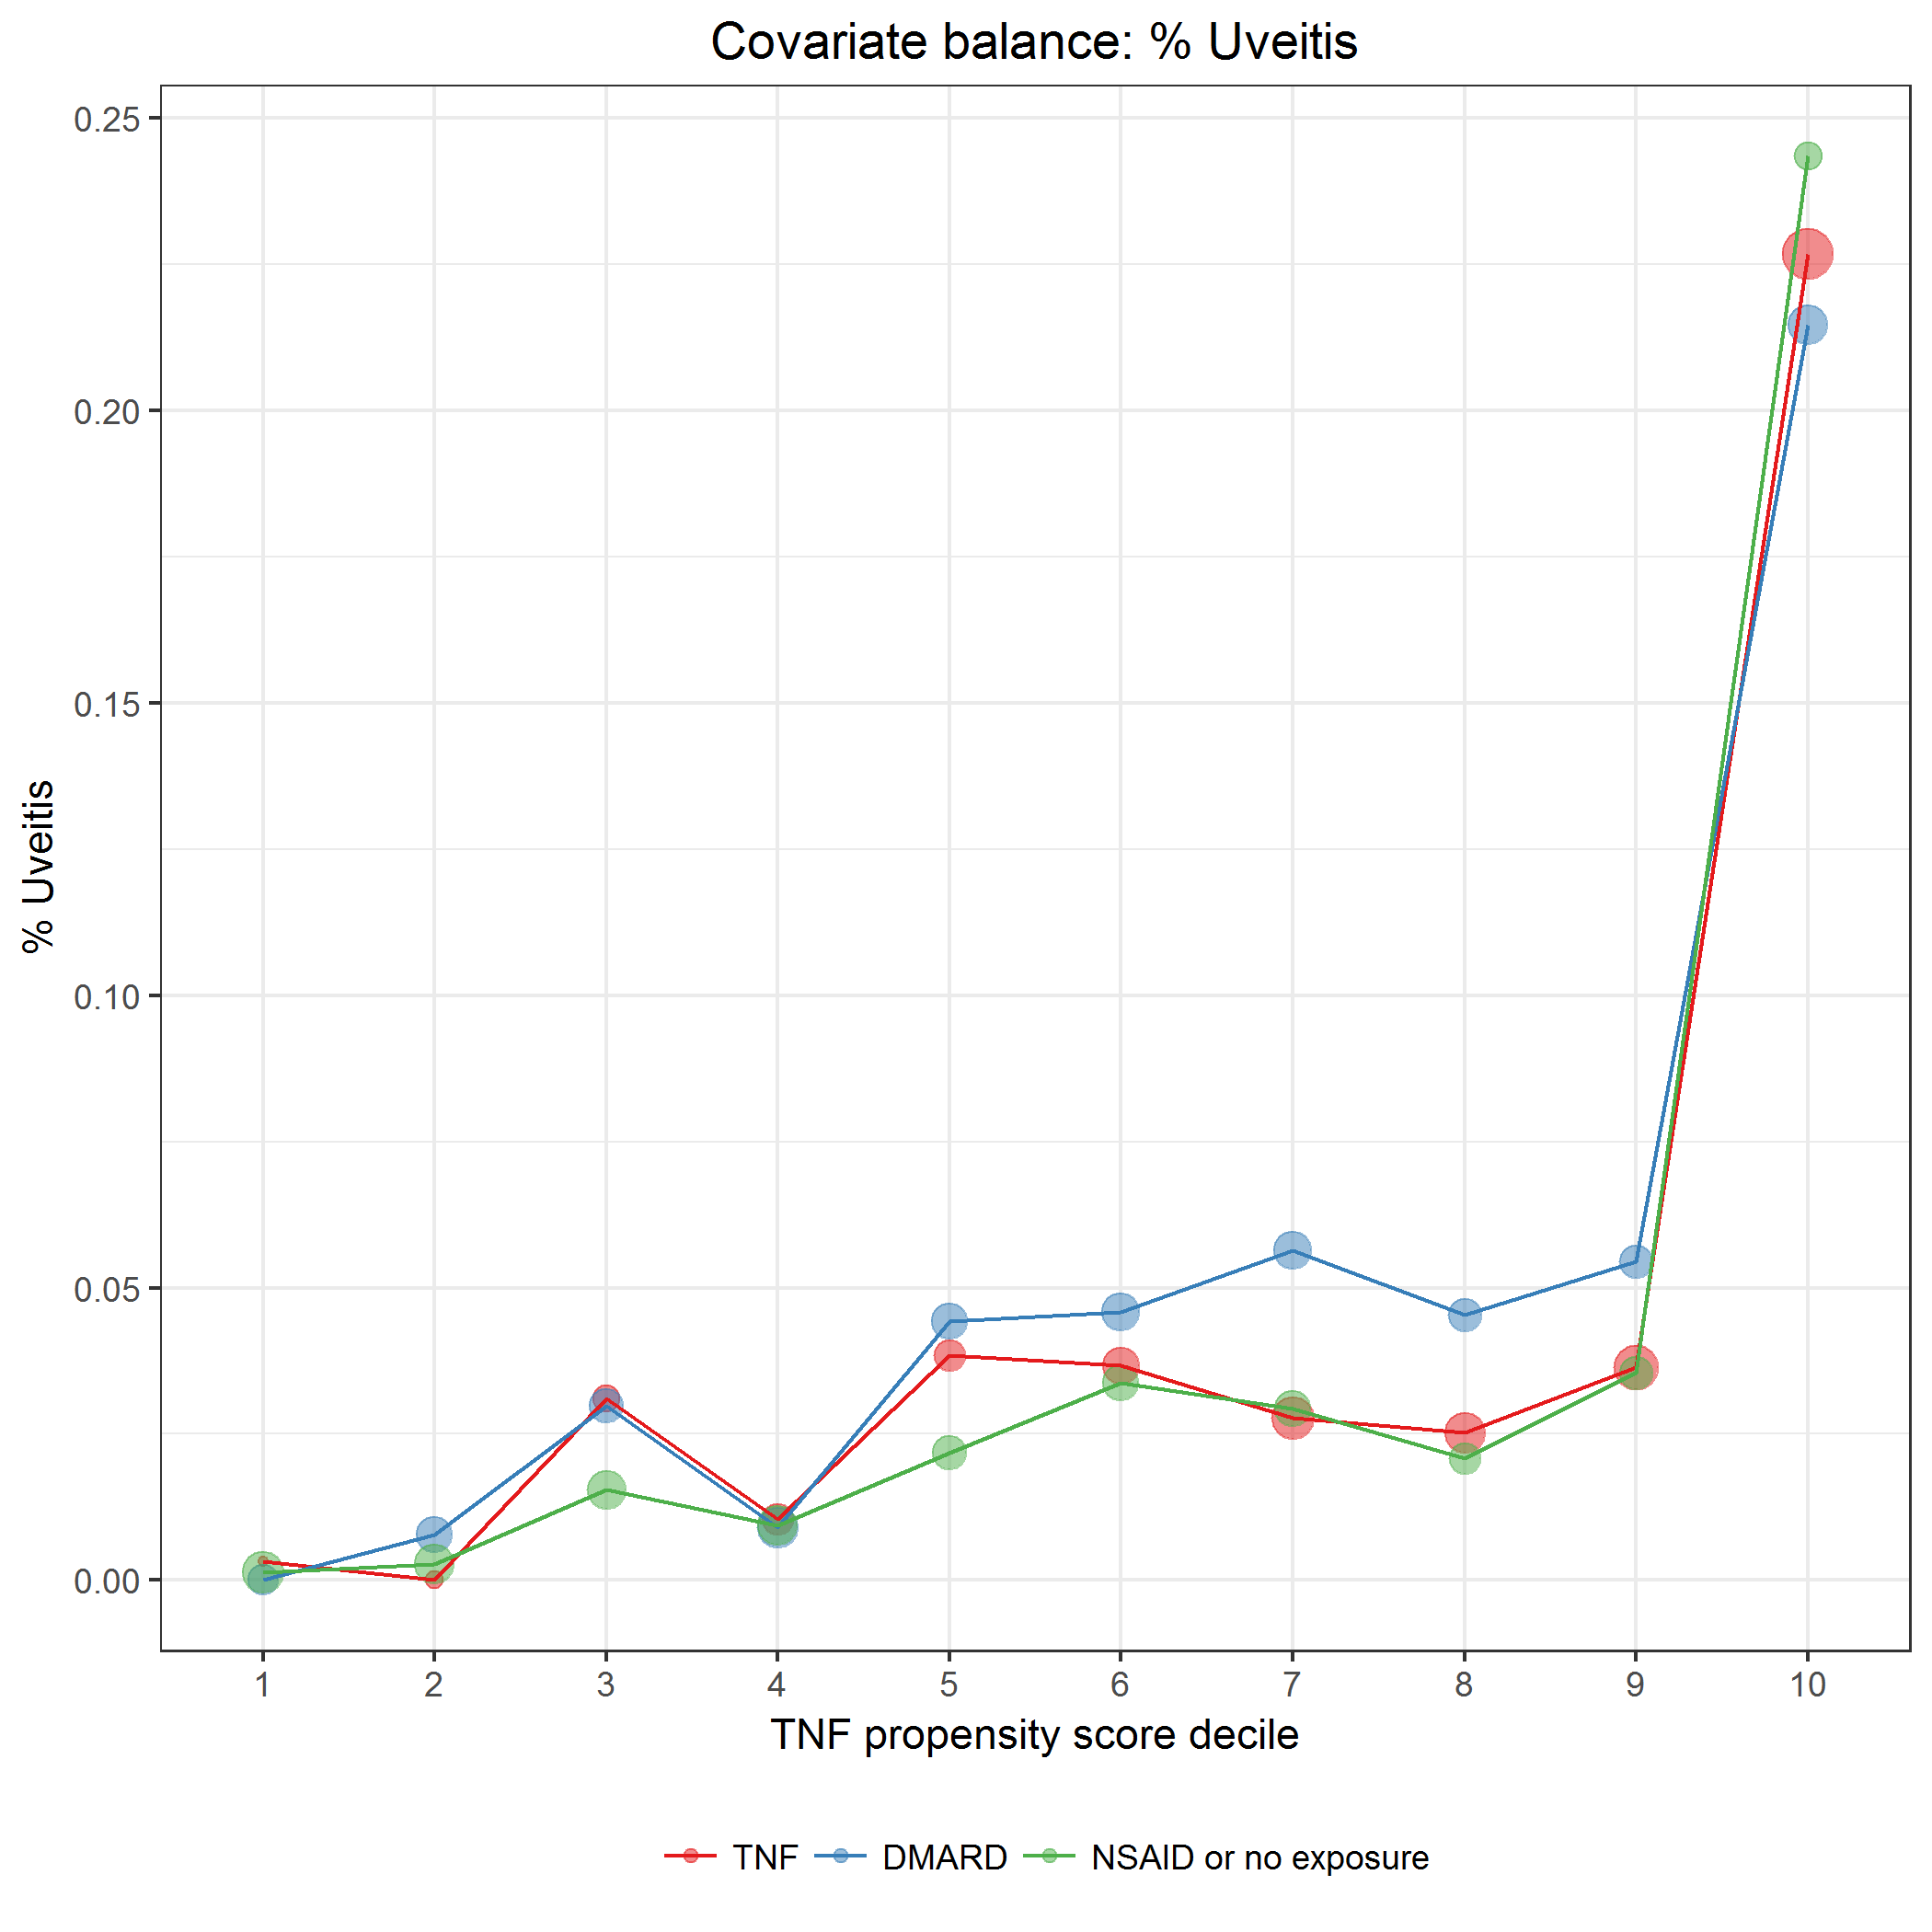 Covariate balance: % Uveitis
0.25
0.20
0.15
0.10
0.05
0.00
% Uveitis
1 2 3 4 5 6 7 8 9 10
TNF propensity score decile
TNF DMARD NSAID or no exposure